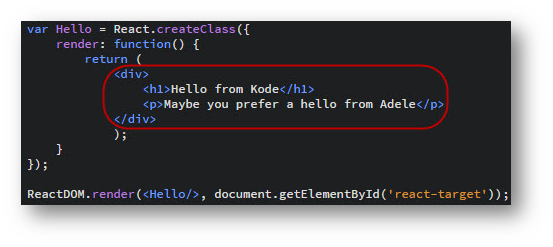 var Hello = React.createClass({
    render: function() {
        return (
            <div>
                <h1>Hello from Kode</h1>
                <p>Maybe you prefer a hello from Adele</p>
            </div>
            );
    }
});

ReactDOM.render(<Hello/>, document.getElementById('react-target'));